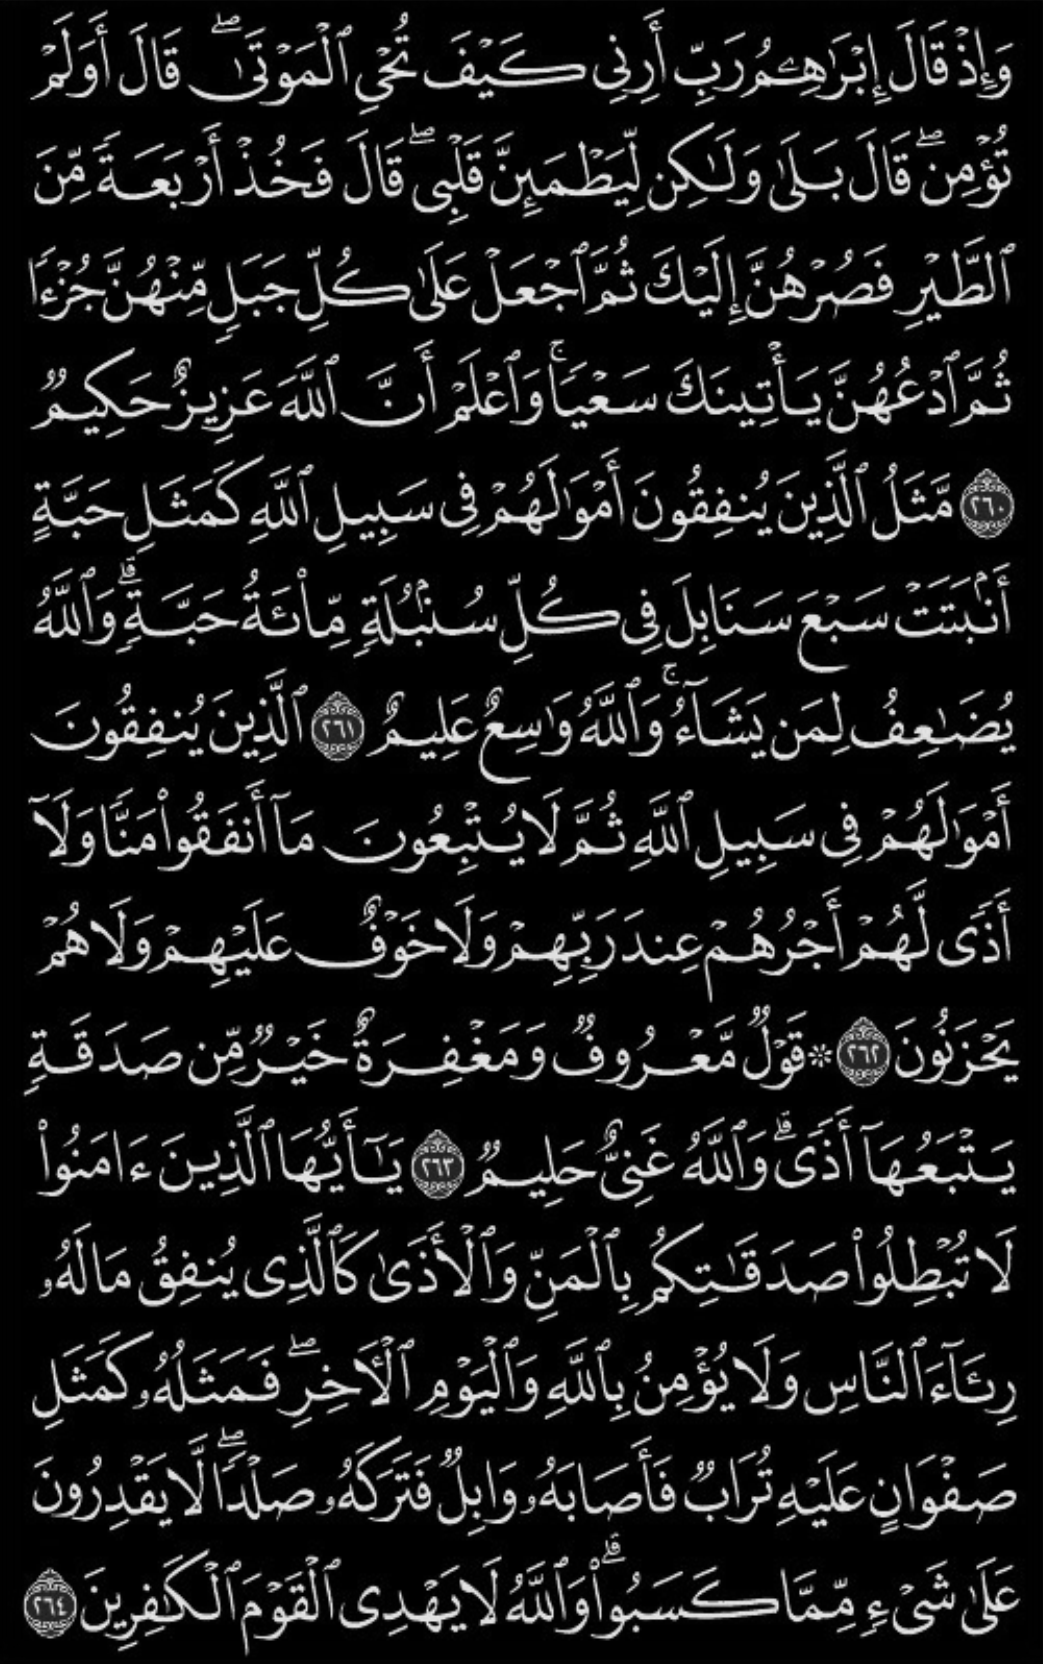 وَإِذْ قَالَ إِبْرَٰهِـۧمُ رَبِّ أَرِنِى كَيْفَ تُحْىِ ٱلْمَوْتَىٰ ۖ قَالَ أَوَلَمْ
تُؤْمِن ۖ قَالَ بَلَىٰ وَلَـٰكِن لِّيَطْمَئِنَّ قَلْبِى ۖ قَالَ فَخُذْ أَرْبَعَةً مِّنَ
ٱلطَّيْرِ فَصُرْهُنَّ إِلَيْكَ ثُمَّ ٱجْعَلْ عَلَىٰ كُلِّ جَبَلٍ مِّنْهُنَّ جُزْءًا
ثُمَّ ٱدْعُهُنَّ يَأْتِينَكَ سَعْيًا ۚ وَٱعْلَمْ أَنَّ ٱللَّهَ عَزِيزٌ حَكِيمٌ
٢٦٠ مَّثَلُ ٱلَّذِينَ يُنفِقُونَ أَمْوَٰلَهُمْ فِى سَبِيلِ ٱللَّهِ كَمَثَلِ حَبَّةٍ
أَنۢبَتَتْ سَبْعَ سَنَابِلَ فِى كُلِّ سُنۢبُلَةٍ مِّا۟ئَةُ حَبَّةٍ ۗ وَٱللَّهُ
يُضَـٰعِفُ لِمَن يَشَآءُ ۚ وَٱللَّهُ وَٰسِعٌ عَلِيمٌ ٢٦١ ٱلَّذِينَ يُنفِقُونَ
أَمْوَٰلَهُمْ فِى سَبِيلِ ٱللَّهِ ثُمَّ لَا يُتْبِعُونَ مَآ أَنفَقُوا۟ مَنًّا وَلَآ
أَذًى لَّهُمْ أَجْرُهُمْ عِندَ رَبِّهِمْ وَلَا خَوْفٌ عَلَيْهِمْ وَلَا هُمْ
يَحْزَنُونَ ٢٦٢ ۞ قَوْلٌ مَّعْرُوفٌ وَمَغْفِرَةٌ خَيْرٌ مِّن صَدَقَةٍ
يَتْبَعُهَآ أَذًى ۗ وَٱللَّهُ غَنِىٌّ حَلِيمٌ ٢٦٣ يَـٰٓأَيُّهَا ٱلَّذِينَ ءَامَنُوا۟
لَا تُبْطِلُوا۟ صَدَقَـٰتِكُم بِٱلْمَنِّ وَٱلْأَذَىٰ كَٱلَّذِى يُنفِقُ مَالَهُۥ
رِئَآءَ ٱلنَّاسِ وَلَا يُؤْمِنُ بِٱللَّهِ وَٱلْيَوْمِ ٱلْـَٔاخِرِ ۖ فَمَثَلُهُۥ كَمَثَلِ
صَفْوَانٍ عَلَيْهِ تُرَابٌ فَأَصَابَهُۥ وَابِلٌ فَتَرَكَهُۥ صَلْدًا ۖ لَّا يَقْدِرُونَ
عَلَىٰ شَىْءٍ مِّمَّا كَسَبُوا۟ ۗ وَٱللَّهُ لَا يَهْدِى ٱلْقَوْمَ ٱلْكَـٰفِرِينَ ٢٦٤